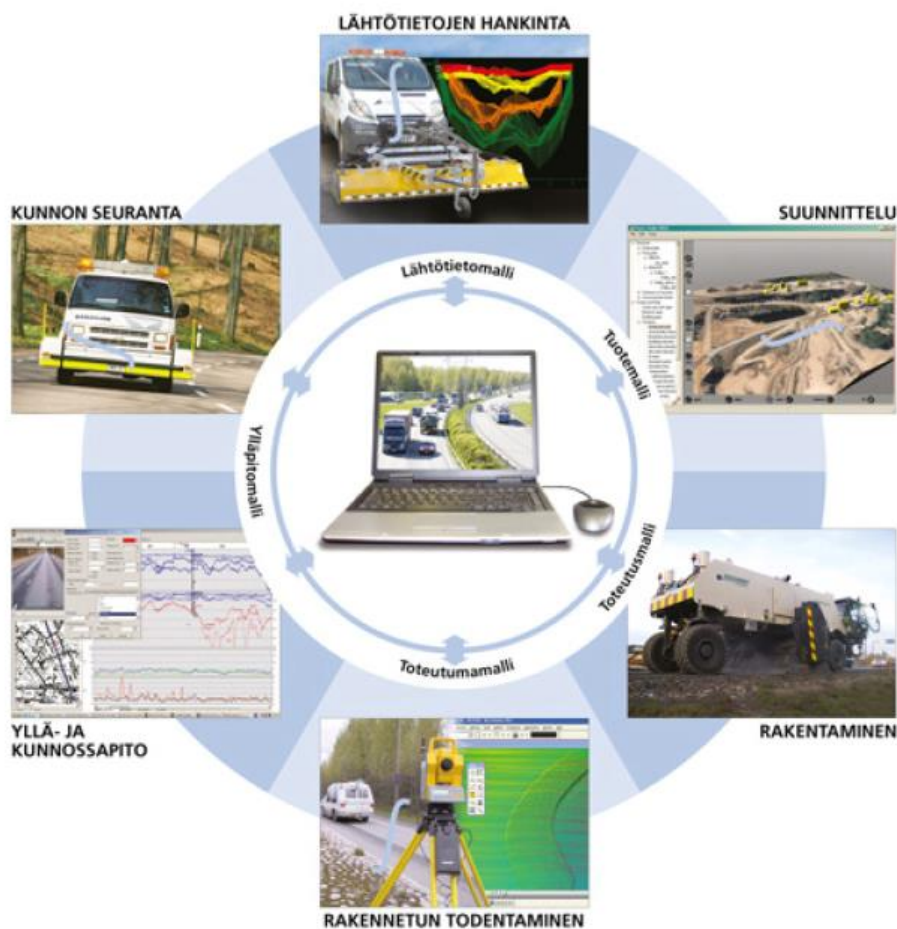 LÄHTÖTIETOJEN HANKINTA
KUNNON SEURANTA
SUUNNITTELU
Lähtötietomalli
Tuotemalli
Ylläpitomalli
Toteutusmalli
Toteutumamalli
YLLÄ- JA
KUNNOSSAPITO
RAKENTAMINEN
RAKENNETUN TODENTAMINEN